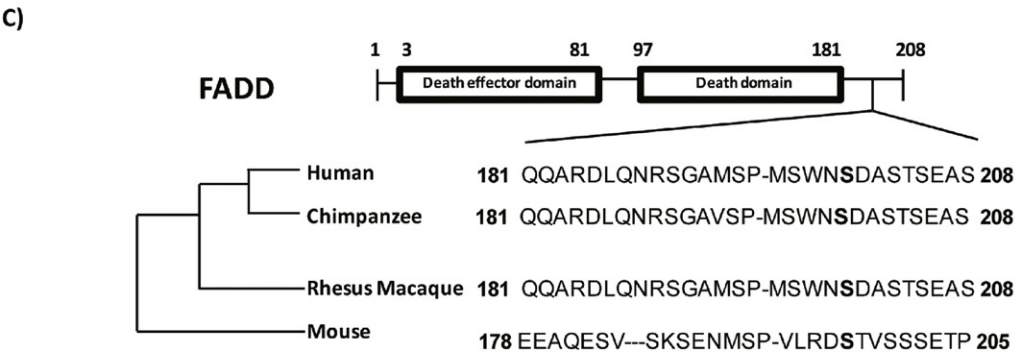 C)
1 3 81 97 181 208
FADD Death effector domain Death domain
Human 181 QQARDLQNRSGAMSP-MSWNSDASTSEAS 208
Chimpanzee 181 QQARDLQNRSGAVSP-MSWNSDASTSEAS 208
Rhesus Macaque 181 QQARDLQNRSGAMSP-MSWNSDASTSEAS 208
Mouse 178 EEAQESV---SKSENMSP-VLRDSTVSSSETP 205